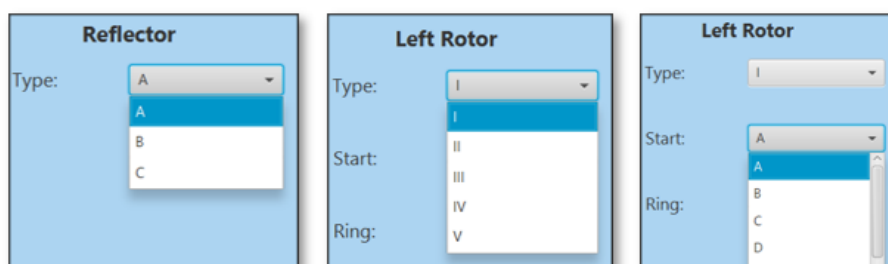 Reflector
Type: A
A
B
C
Left Rotor
Type: I
I
II
Start:
III
IV
Ring:
V
Left Rotor
Type: I
Start: A
A
B
Ring:
C
D